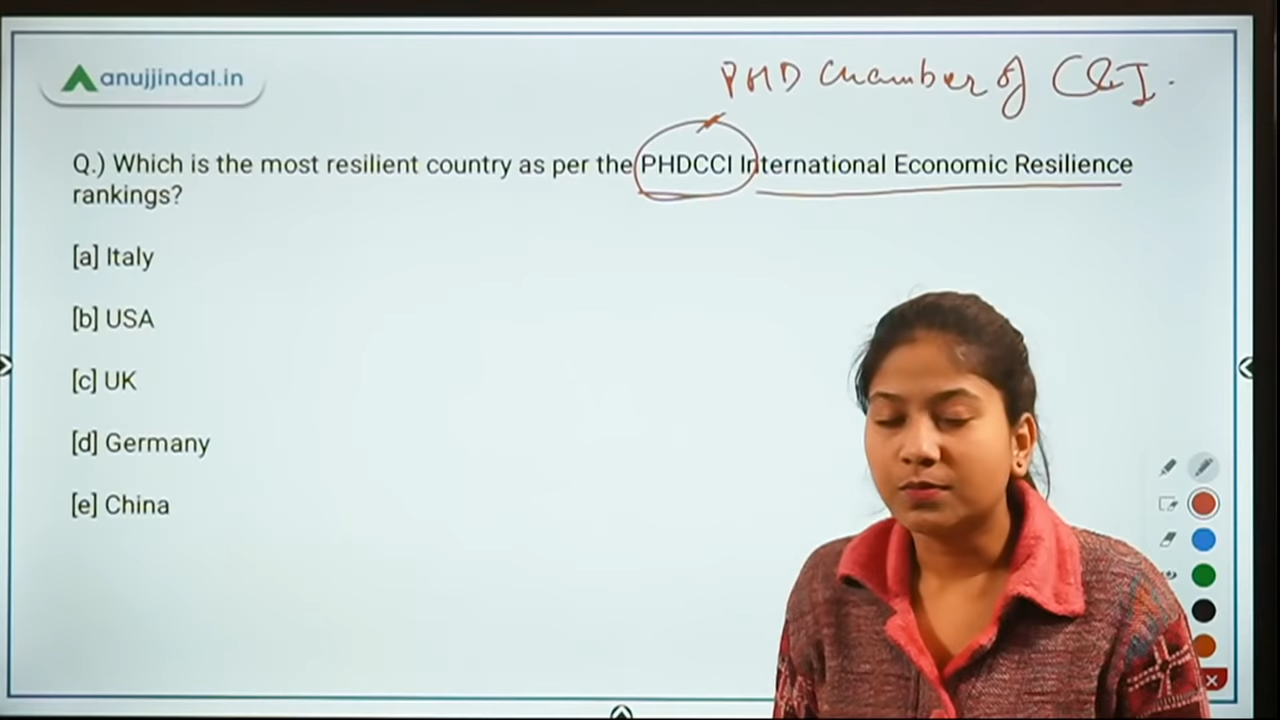 anujjindal.in
PHD Chamber of C&I.
Q.) Which is the most resilient country as per the PHDCCI International Economic Resilience
rankings?
[a] Italy
[b] USA
[c] UK
[d] Germany
[e] China